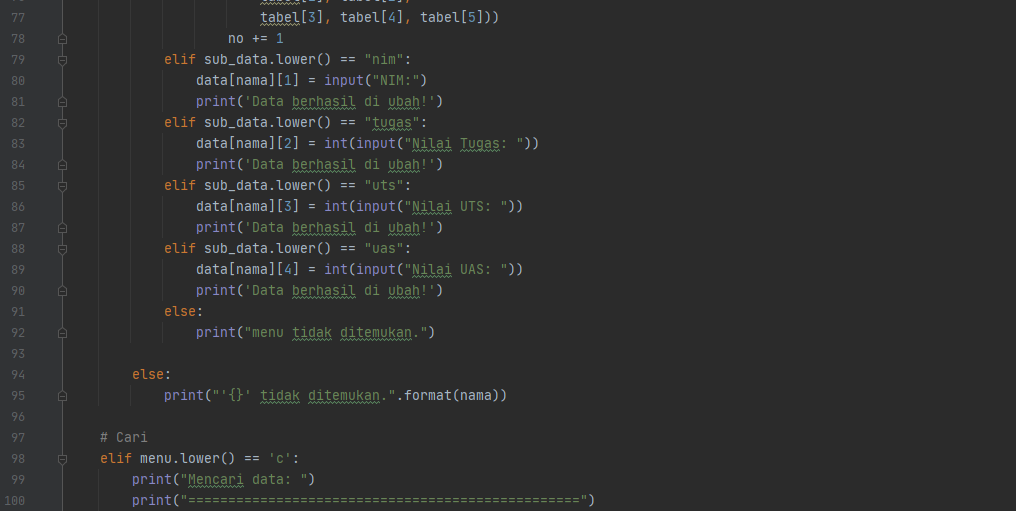 77 tabel[3], tabel[4], tabel[5]))
78 no += 1
79 elif sub_data.lower() == "nim":
80 data[nama][1] = input("NIM:")
81 print('Data berhasil di ubah!')
82 elif sub_data.lower() == "tugas":
83 data[nama][2] = int(input("Nilai Tugas: "))
84 print('Data berhasil di ubah!')
85 elif sub_data.lower() == "uts":
86 data[nama][3] = int(input("Nilai UTS: "))
87 print('Data berhasil di ubah!')
88 elif sub_data.lower() == "uas":
89 data[nama][4] = int(input("Nilai UAS: "))
90 print('Data berhasil di ubah!')
91 else:
92 print("menu tidak ditemukan.")
93
94 else:
95 print("'{}' tidak ditemukan.".format(nama))
96
97 # Cari
98 elif menu.lower() == 'c':
99 print("Mencari data: ")
100 print("=================================================")